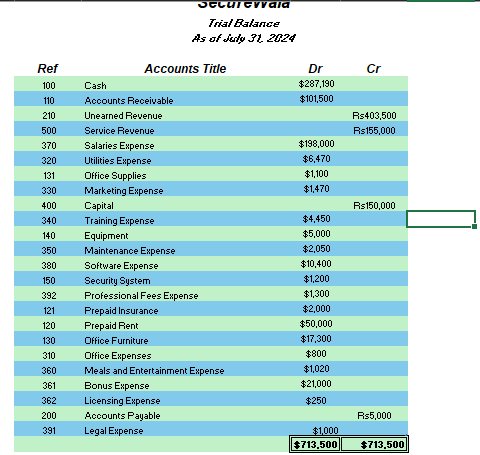 SecureWala
Trial Balance
As of July 31, 2024
Ref Accounts Title Dr Cr
100 Cash $287,190
110 Accounts Receivable $101,500
210 Unearned Revenue Rs403,500
500 Service Revenue Rs155,000
370 Salaries Expense $198,000
320 Utilities Expense $6,470
131 Office Supplies $1,100
330 Marketing Expense $1,470
400 Capital Rs150,000
340 Training Expense $4,450
140 Equipment $5,000
350 Maintenance Expense $2,050
380 Software Expense $10,400
150 Security System $1,200
392 Professional Fees Expense $1,300
121 Prepaid Insurance $2,000
120 Prepaid Rent $50,000
130 Office Furniture $17,300
310 Office Expenses $800
360 Meals and Entertainment Expense $1,020
361 Bonus Expense $21,000
362 Licensing Expense $250
200 Accounts Payable Rs5,000
391 Legal Expense $1,000
$713,500 $713,500